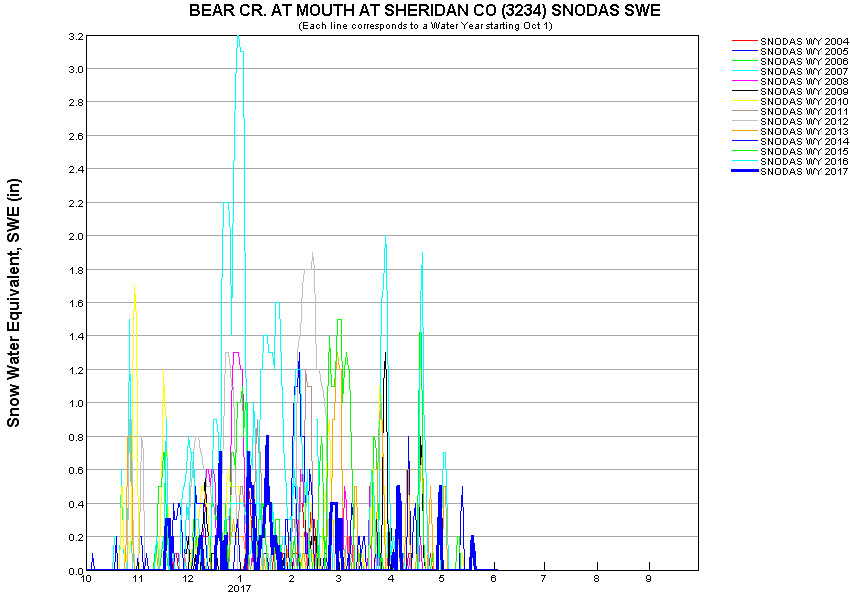 BEAR CR. AT MOUTH AT SHERIDAN CO (3234) SNODAS SWE
(Each line corresponds to a Water Year starting Oct 1)
Snow Water Equivalent, SWE (in)
3.2
3.0
2.8
2.6
2.4
2.2
2.0
1.8
1.6
1.4
1.2
1.0
0.8
0.6
0.4
0.2
0.0
10 11 12 1 2 3 4 5 6 7 8 9
2017
SNODAS WY 2004
SNODAS WY 2005
SNODAS WY 2006
SNODAS WY 2007
SNODAS WY 2008
SNODAS WY 2009
SNODAS WY 2010
SNODAS WY 2011
SNODAS WY 2012
SNODAS WY 2013
SNODAS WY 2014
SNODAS WY 2015
SNODAS WY 2016
SNODAS WY 2017